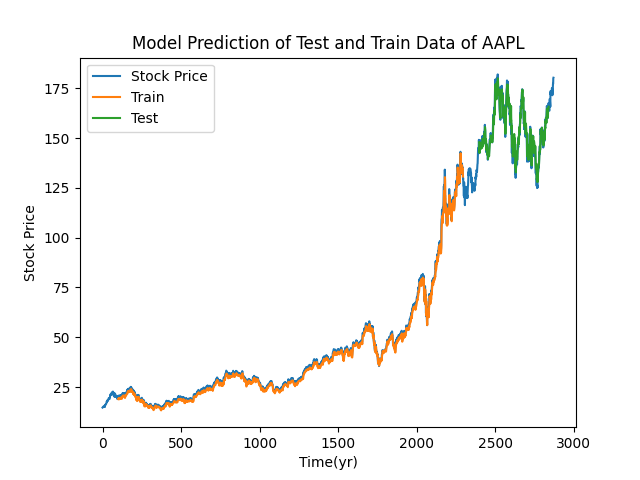 Model Prediction of Test and Train Data of AAPL
Stock Price
Train
Test
175
150
125
100
75
50
25
Stock Price
0 500 1000 1500 2000 2500 3000
Time(yr)